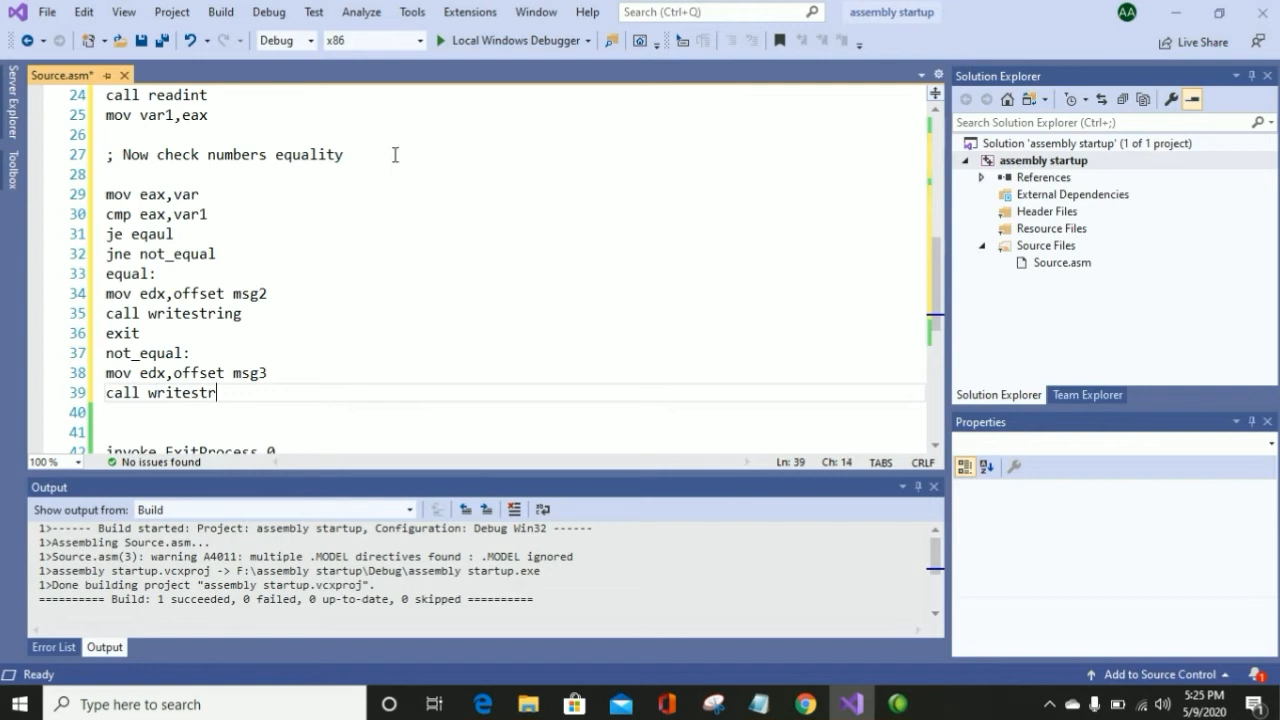 File Edit View Project Build Debug Test Analyze Tools Extensions Window Help Search (Ctrl+Q) assembly startup AA
Debug x86 Local Windows Debugger Live Share
Server Explorer
Toolbox
Source.asm*
24 call readint
25 mov var1,eax
26
27 ; Now check numbers equality
28
29 mov eax,var
30 cmp eax,var1
31 je eqaul
32 jne not_equal
33 equal:
34 mov edx,offset msg2
35 call writestring
36 exit
37 not_equal:
38 mov edx,offset msg3
39 call writestr
40
41
42 invoke ExitProcess 0
100 % No issues found Ln: 39 Ch: 14 TABS CRLF
Output
Show output from: Build
1>------ Build started: Project: assembly startup, Configuration: Debug Win32 ------
1>Assembling Source.asm...
1>Source.asm(3): warning A4011: multiple .MODEL directives found : .MODEL ignored
1>assembly startup.vcxproj -> F:\assembly startup\Debug\assembly startup.exe
1>Done building project "assembly startup.vcxproj".
========== Build: 1 succeeded, 0 failed, 0 up-to-date, 0 skipped ==========
Error List Output
Solution Explorer
Search Solution Explorer (Ctrl+;)
Solution 'assembly startup' (1 of 1 project)
assembly startup
References
External Dependencies
Header Files
Resource Files
Source Files
Source.asm
Solution Explorer Team Explorer
Properties
Ready Add to Source Control 1
Type here to search
5:25 PM
5/9/2020
1